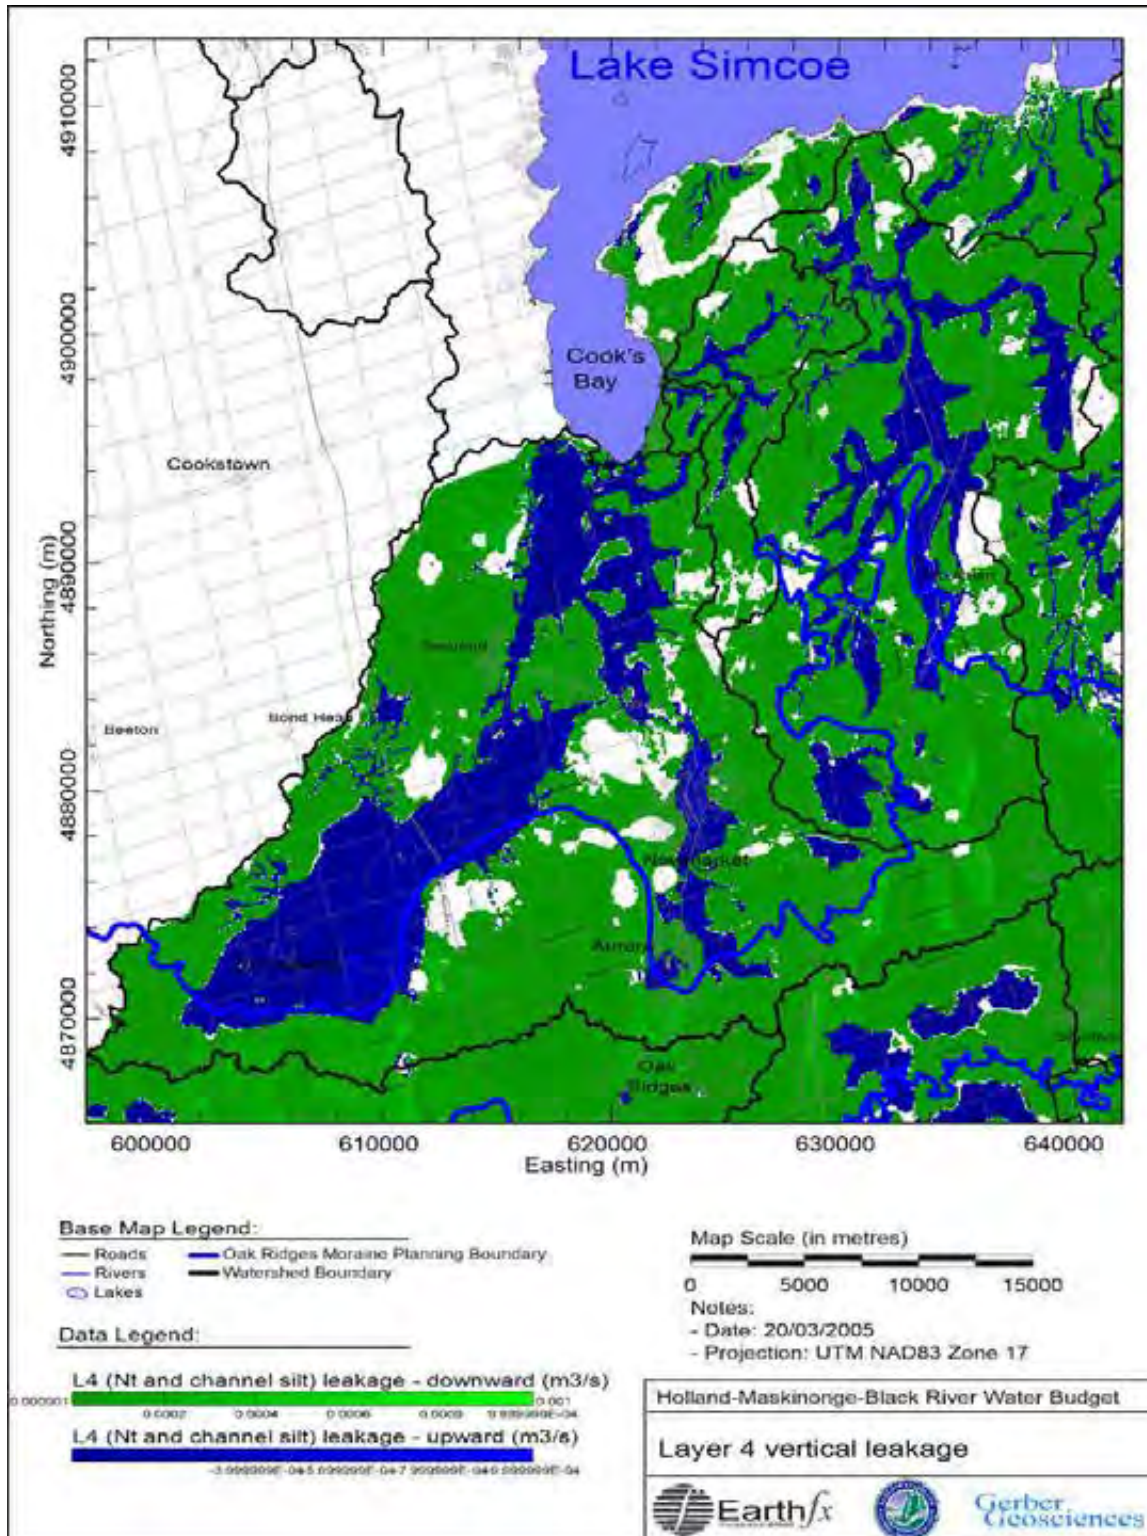 Lake Simcoe
Cook's
Bay
Cookstown
Bond Head
Beeton
Newmarket
Aurora
Oak
Ridges
Northing (m)
4910000
4900000
4890000
4880000
4870000
600000 610000 620000 630000 640000
Easting (m)
Base Map Legend:
Roads
Rivers
Lakes
Oak Ridges Moraine Planning Boundary
Watershed Boundary
Map Scale (in metres)
0 5000 10000 15000
Notes:
- Date: 20/03/2005
- Projection: UTM NAD83 Zone 17
Data Legend:
L4 (Nt and channel silt) leakage - downward (m3/s)
0.000001 0.001
0.0002 0.0004 0.0006
L4 (Nt and channel silt) leakage - upward (m3/s)
Holland-Maskinonge-Black River Water Budget
Layer 4 vertical leakage
Earthfx
Gerber
Geosciences